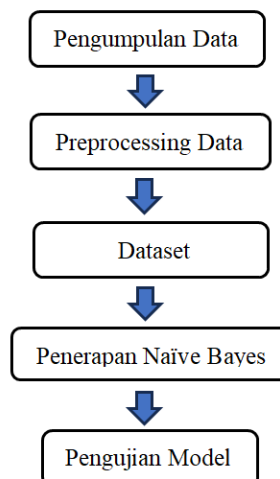 Pengumpulan Data
Preprocessing Data
Dataset
Penerapan Naïve Bayes
Pengujian Model